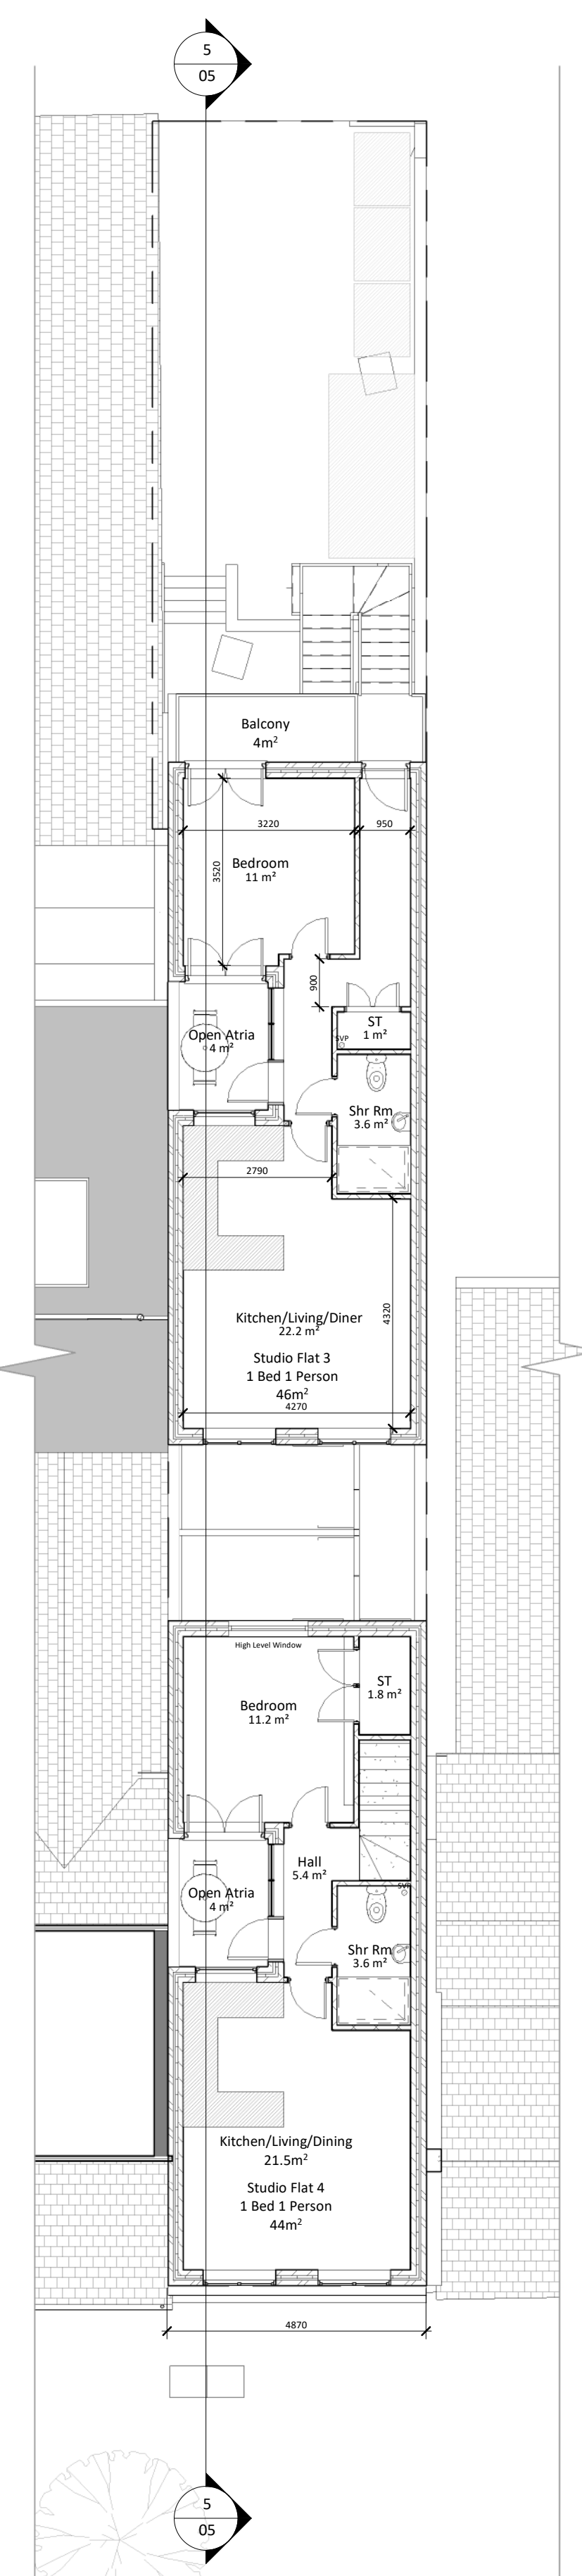 5
05
Balcony
4m²
3220
950
3520
Bedroom
11 m²
900
ST
1 m²
SVP
Open Atria
4 m²
Shr Rm
3.6 m²
2790
4320
Kitchen/Living/Diner
22.2 m²
Studio Flat 3
1 Bed 1 Person
46m²
4270
High Level Window
ST
1.8 m²
Bedroom
11.2 m²
Hall
5.4 m²
SVP
Open Atria
4 m²
Shr Rm
3.6 m²
Kitchen/Living/Dining
21.5m²
Studio Flat 4
1 Bed 1 Person
44m²
4870
5
05